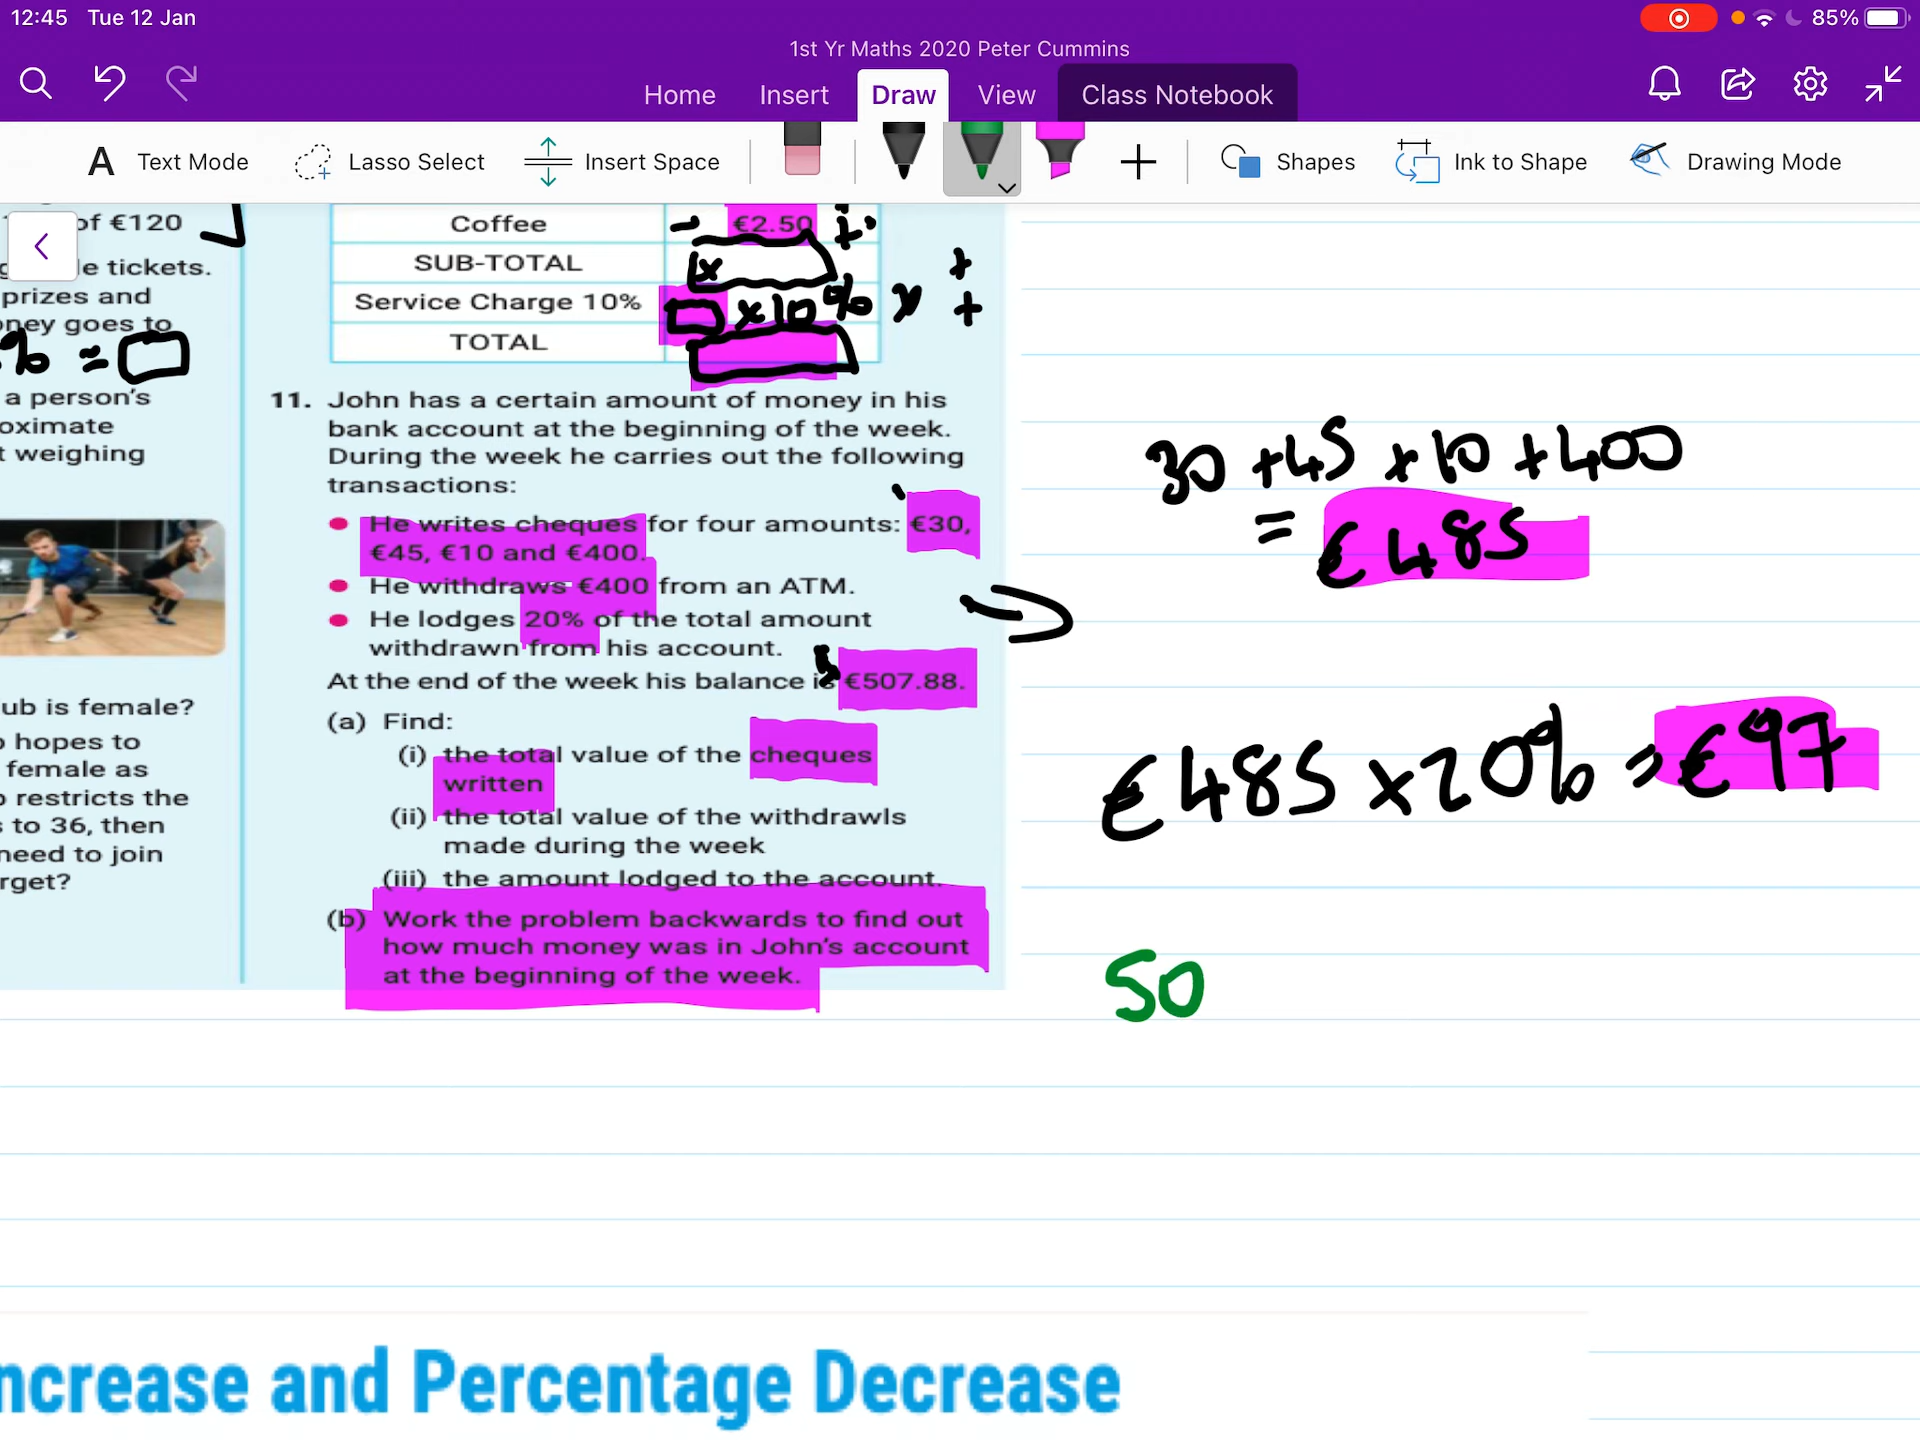 12:45 Tue 12 Jan
85%
1st Yr Maths 2020 Peter Cummins
Home Insert Draw View Class Notebook
A Text Mode Lasso Select Insert Space Shapes Ink to Shape Drawing Mode
of €120
le tickets.
prizes and
oney goes to
% =
a person's
oximate
t weighing
ub is female?
hopes to
female as
restricts the
s to 36, then
need to join
rget?
Coffee €2.50
SUB-TOTAL
Service Charge 10% x 10%
TOTAL
11. John has a certain amount of money in his
bank account at the beginning of the week.
During the week he carries out the following
transactions:
• He writes cheques for four amounts: €30,
€45, €10 and €400.
• He withdraws €400 from an ATM.
• He lodges 20% of the total amount
withdrawn from his account.
At the end of the week his balance is €507.88.
(a) Find:
(i) the total value of the cheques
written
(ii) the total value of the withdrawls
made during the week
(iii) the amount lodged to the account.
(b) Work the problem backwards to find out
how much money was in John's account
at the beginning of the week.
30 + 45 + 10 + 400
= €485
€485 x 20% = €97
50
ncrease and Percentage Decrease